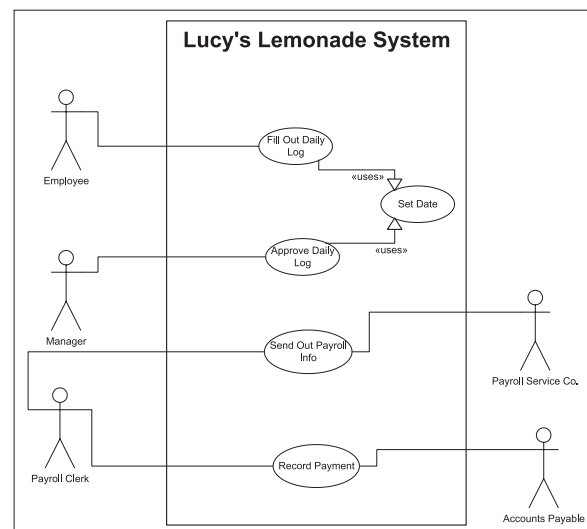 Lucy's Lemonade System
Employee
Fill Out Daily
Log
«uses»
Set Date
Approve Daily
Log
«uses»
Manager
Send Out Payroll
Info
Payroll Service Co.
Payroll Clerk
Record Payment
Accounts Payable